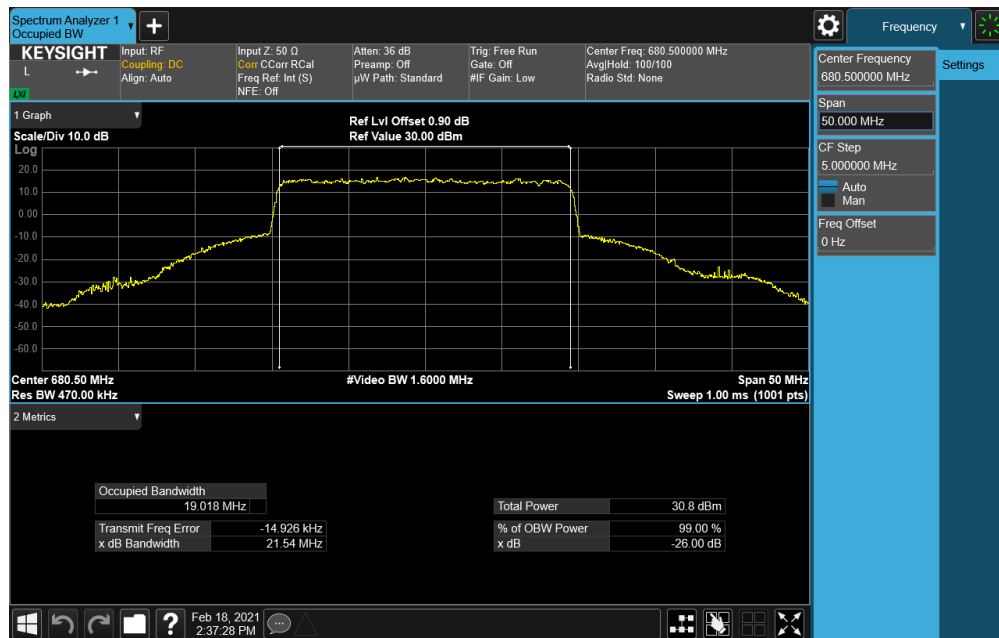 Spectrum Analyzer 1
Occupied BW
Frequency
KEYSIGHT
L
LXI
Input: RF
Coupling: DC
Align: Auto
Input Z: 50 Ω
Corr CCorr RCal
Freq Ref: Int (S)
NFE: Off
Atten: 36 dB
Preamp: Off
µW Path: Standard
Trig: Free Run
Gate: Off
#IF Gain: Low
Center Freq: 680.500000 MHz
Avg|Hold: 100/100
Radio Std: None
Center Frequency
680.500000 MHz
Settings
Span
50.000 MHz
CF Step
5.000000 MHz
Auto
Man
Freq Offset
0 Hz
1 Graph
Scale/Div 10.0 dB
Ref Lvl Offset 0.90 dB
Ref Value 30.00 dBm
Log
20.0
10.0
0.00
-10.0
-20.0
-30.0
-40.0
-50.0
-60.0
Center 680.50 MHz
#Video BW 1.6000 MHz
Span 50 MHz
Res BW 470.00 kHz
Sweep 1.00 ms (1001 pts)
2 Metrics
Occupied Bandwidth
19.018 MHz
Transmit Freq Error -14.926 kHz
x dB Bandwidth 21.54 MHz
Total Power 30.8 dBm
% of OBW Power 99.00 %
x dB -26.00 dB
Feb 18, 2021
2:37:28 PM